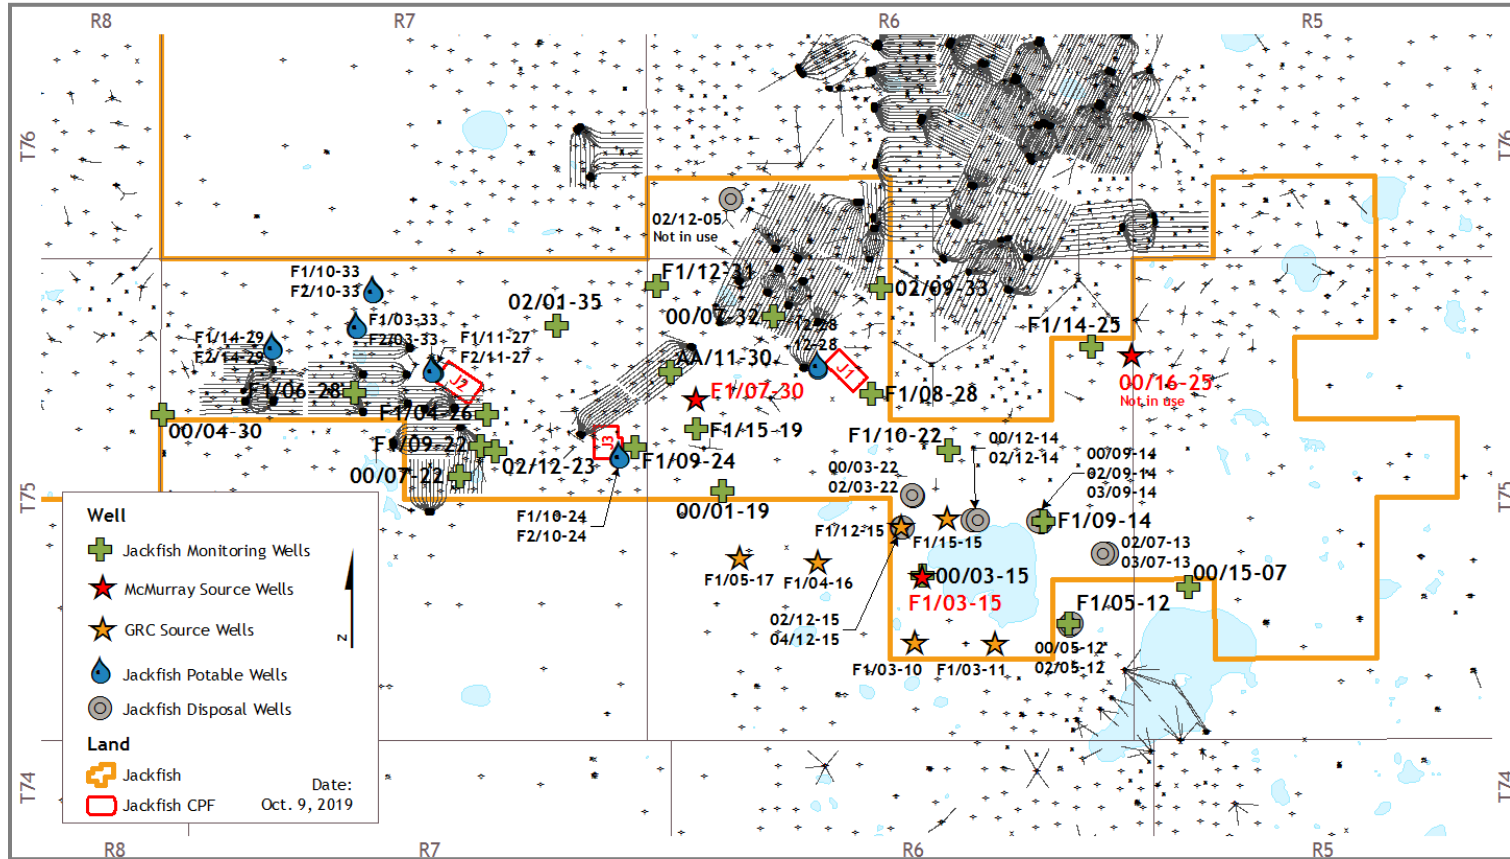 R8
R7
R6
R5
T76
T76
02/12-05
Not in use
F1/10-33
F2/10-33
F1/12-31
02/09-33
02/01-35
00/02-32
F1/03-33
F2/03-33
F1/14-29
F2/14-29
F1/11-27
F2/11-27
12-28
12-28
F1/14-25
AA/11-30
J2
J1
00/16-25
Not in use
F1/06-28
F1/07-30
F1/08-28
F1/04-26
00/04-30
F1/15-19
F1/10-22
F1/09-22
J3
F1/09-24
02/12-23
00/12-14
02/12-14
00/09-14
02/09-14
03/09-14
00/07-22
00/03-22
02/03-22
T75
T75
00/01-19
F1/10-24
F2/10-24
F1/12-15
F1/15-15
F1/09-14
02/07-13
03/07-13
F1/05-17
F1/04-16
00/03-15
F1/03-15
00/15-07
F1/05-12
02/12-15
04/12-15
00/05-12
02/05-12
F1/03-10
F1/03-11
Well
Jackfish Monitoring Wells
McMurray Source Wells
GRC Source Wells
Jackfish Potable Wells
Jackfish Disposal Wells
Land
Jackfish
Jackfish CPF
Date:
Oct. 9, 2019
N
T74
T74
R8
R7
R6
R5